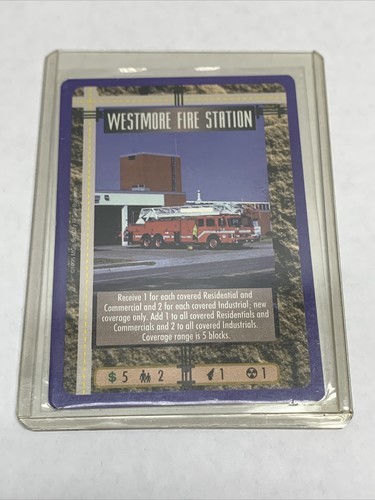 WESTMORE FIRE STATION
Receive 1 for each covered Residential and
Commercial and 2 for each covered Industrial; new
coverage only. Add 1 to all covered Residentials and
Commercials and 2 to all covered Industrials.
Coverage range is 5 blocks.
$ 5 2 1 1